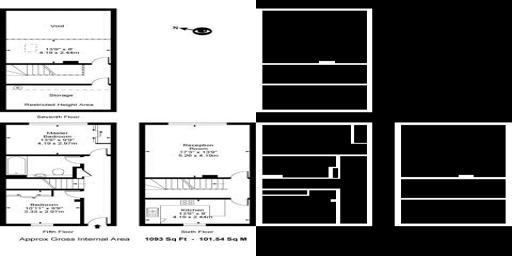 N
Void
13'9" x 8'
4.19 x 2.44m
Storage
Restricted Height Area
Seventh Floor
Master
Bedroom
13'9" x 9'9"
4.19 x 2.97m
Reception
Room
17'3" x 13'9"
5.26 x 4.19m
Bedroom
10'11" x 9'9"
3.33 x 2.97m
Kitchen
13'9" x 8'
4.19 x 2.44m
Fifth Floor
Sixth Floor
Approx Gross Internal Area 1093 Sq Ft - 101.54 Sq M